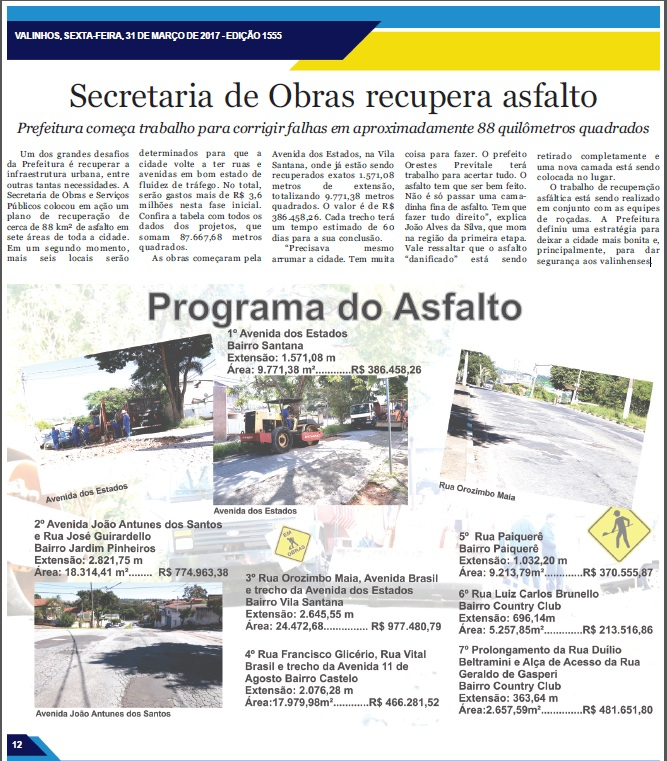 VALINHOS, SEXTA-FEIRA, 31 DE MARÇO DE 2017 - EDIÇÃO 1555
Secretaria de Obras recupera asfalto
Prefeitura começa trabalho para corrigir falhas em aproximadamente 88 quilômetros quadrados
Um dos grandes desafios
da Prefeitura é recuperar a
infraestrutura urbana, entre
outras tantas necessidades. A
Secretaria de Obras e Serviços
Públicos colocou em ação um
plano de recuperação de
cerca de 88 km² de asfalto em
sete áreas de toda a cidade.
Em um segundo momento,
mais seis locais serão
determinados para que a
cidade volte a ter ruas e
avenidas em bom estado de
fluidez de tráfego. No total,
serão gastos mais de R$ 3,6
milhões nesta fase inicial.
Confira a tabela com todos os
dados dos projetos, que
somam 87.667,68 metros
quadrados.
As obras começaram pela
Avenida dos Estados, na Vila
Santana, onde já estão sendo
recuperados exatos 1.571,08
metros de extensão,
totalizando 9.771,38 metros
quadrados. O valor é de R$
386.458,26. Cada trecho terá
um tempo estimado de 60
dias para a sua conclusão.
"Precisava mesmo
arrumar a cidade. Tem muita
coisa para fazer. O prefeito
Orestes Previtale terá
trabalho para acertar tudo. O
asfalto tem que ser bem feito.
Não é só passar uma cama-
dinha fina de asfalto. Tem que
fazer tudo direito", explica
João Alves da Silva, que mora
na região da primeira etapa.
Vale ressaltar que o asfalto
"danificado" está sendo
retirado completamente e
uma nova camada está sendo
colocada no lugar.
O trabalho de recuperação
asfáltica está sendo realizado
em conjunto com as equipes
de roçadas. A Prefeitura
definiu uma estratégia para
deixar a cidade mais bonita e,
principalmente, para dar
segurança aos valinhenses
Programa do Asfalto
1º Avenida dos Estados
Bairro Santana
Extensão: 1.571,08 m
Área: 9.771,38 m²............R$ 386.458,26
Avenida dos Estados
Avenida dos Estados
Rua Orozimbo Maia
2º Avenida João Antunes dos Santos
e Rua José Guirardello
Bairro Jardim Pinheiros
Extensão: 2.821,75 m
Área: 18.314,41 m²....... R$ 774.963,38
Avenida João Antunes dos Santos
EM
OBRAS
3º Rua Orozimbo Maia, Avenida Brasil
e trecho da Avenida dos Estados
Bairro Vila Santana
Extensão: 2.645,55 m
Área: 24.472,68............... R$ 977.480,79
4º Rua Francisco Glicério, Rua Vital
Brasil e trecho da Avenida 11 de
Agosto Bairro Castelo
Extensão: 2.076,28 m
Área:17.979,98m²............R$ 466.281,52
5º Rua Paiquerê
Bairro Paiquerê
Extensão: 1.032,20 m
Área: 9.213,79m²............R$ 370.555,87
6º Rua Luiz Carlos Brunello
Bairro Country Club
Extensão: 696,14m
Área: 5.257,85m²............R$ 213.516,86
7º Prolongamento da Rua Duílio
Beltramini e Alça de Acesso da Rua
Geraldo de Gasperi
Bairro Country Club
Extensão: 363,64 m
Área:2.657,59m²..............R$ 481.651,80
12